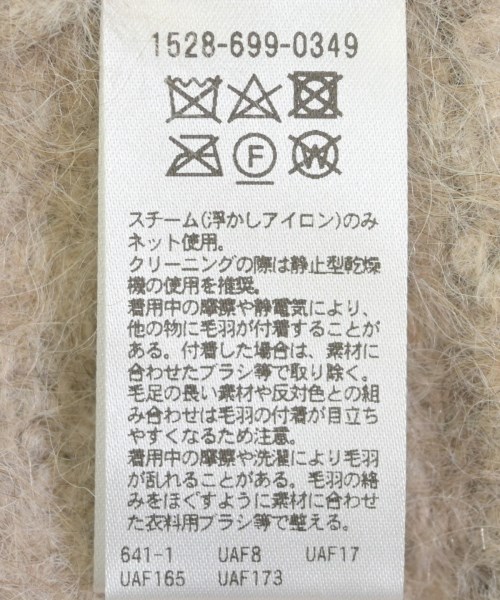 1528-699-0349
F W
スチーム(浮かしアイロン)のみ
ネット使用。
クリーニングの際は静止型乾燥
機の使用を推奨。
着用中の摩擦や静電気により、
他の物に毛羽が付着することが
ある。付着した場合は、素材に
合わせたブラシ等で取り除く。
毛足の長い素材や反対色との組
み合わせは毛羽の付着が目立ち
やすくなるため注意。
着用中の摩擦や洗濯により毛羽
が乱れることがある。毛羽の絡
みをほぐすように素材に合わせ
た衣料用ブラシ等で整える。
641-1 UAF8 UAF17
UAF165 UAF173